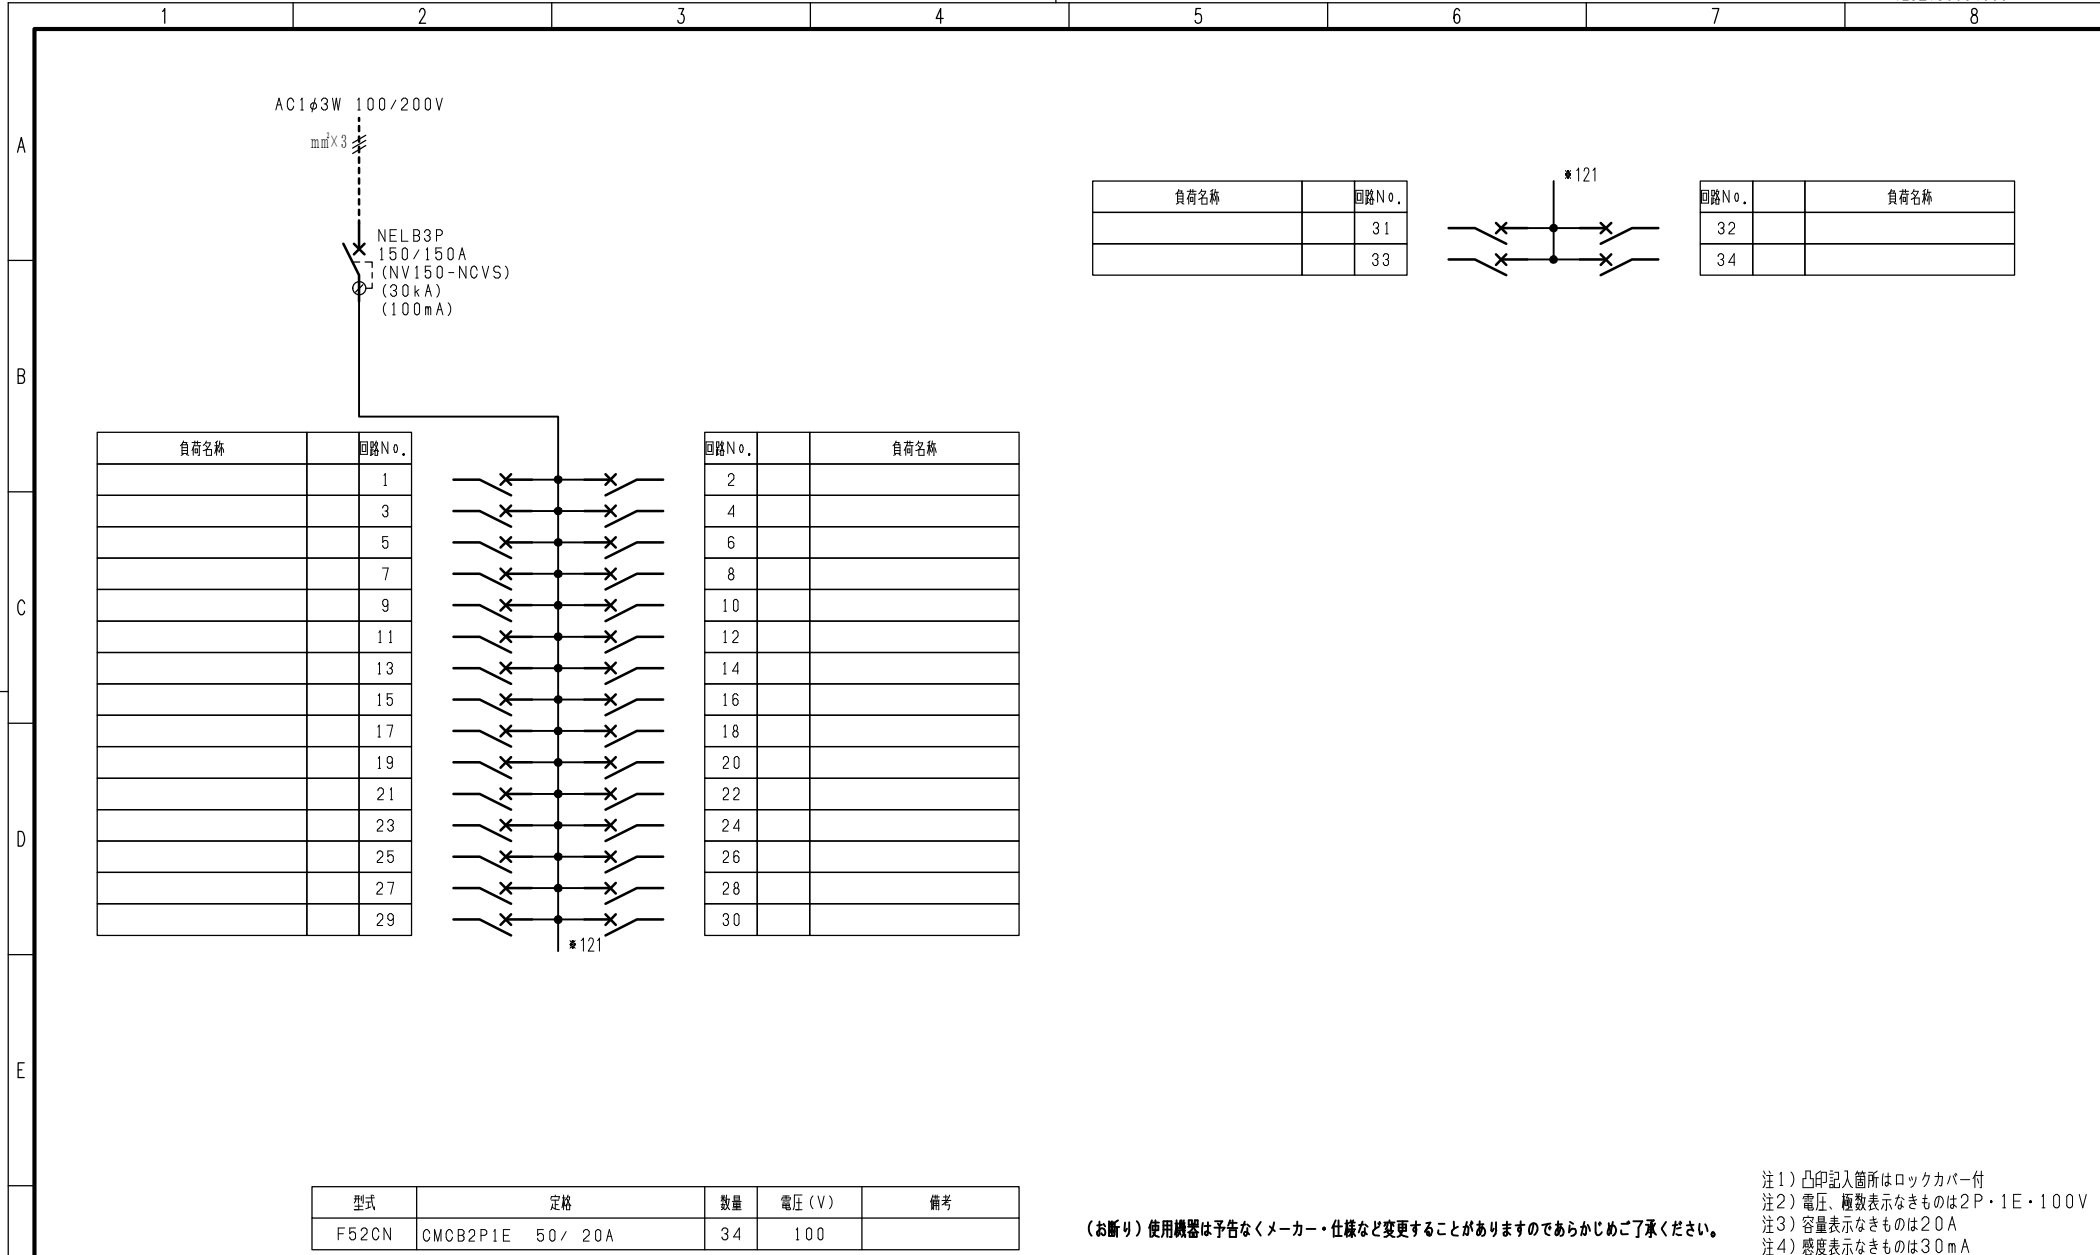 1 2 3 4 5 6 7 8
A
B
C
D
E
AC1φ3W 100/200V
mm²×3
NELB3P
150/150A
(NV150-NCVS)
(30kA)
(100mA)
負荷名称 回路No. 回路No. 負荷名称
1 2
3 4
5 6
7 8
9 10
11 12
13 14
15 16
17 18
19 20
21 22
23 24
25 26
27 28
29 30
*121
*121
負荷名称 回路No. 回路No. 負荷名称
31 32
33 34
型式 定格 数量 電圧(V) 備考
F52CN CMCB2P1E 50/ 20A 34 100
(お断り)使用機器は予告なくメーカー・仕様など変更することがありますのであらかじめご了承ください。
注1)凸印記入箇所はロックカバー付
注2)電圧、極数表示なきものは2P・1E・100V
注3)容量表示なきものは20A
注4)感度表示なきものは30mA